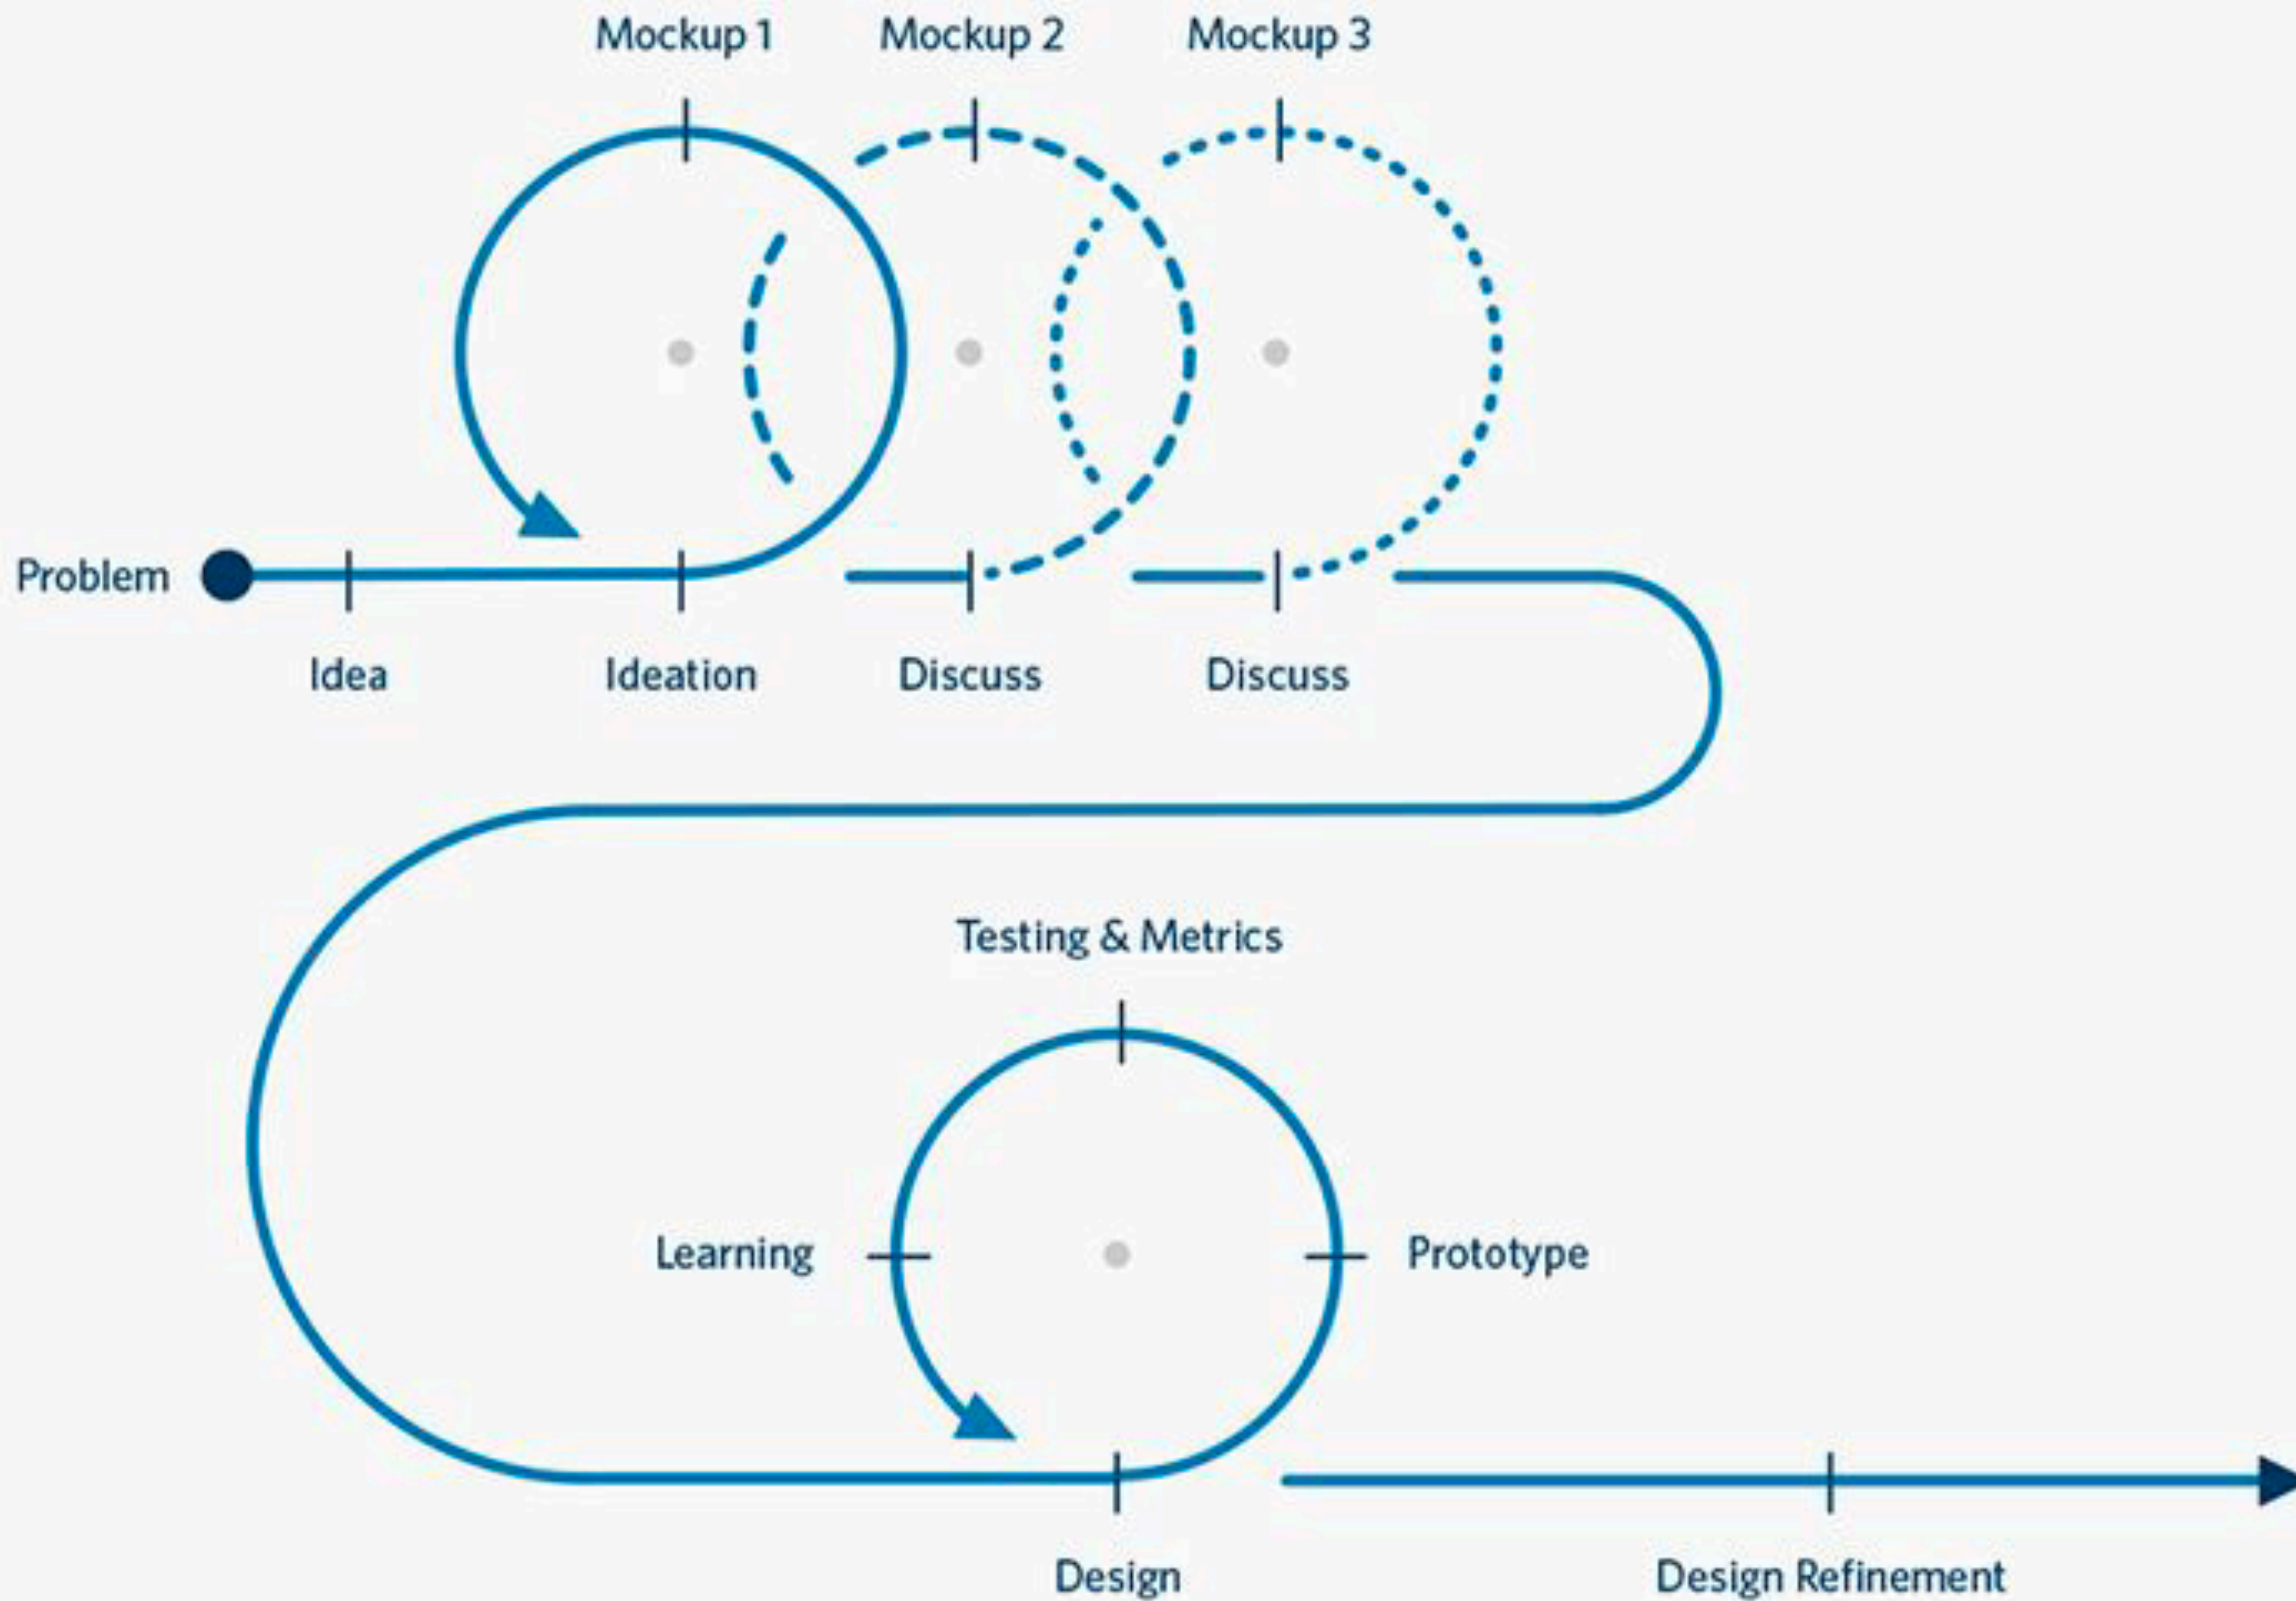 Mockup 1
Mockup 2
Mockup 3
Problem
Idea
Ideation
Discuss
Discuss
Testing & Metrics
Learning
Prototype
Design
Design Refinement